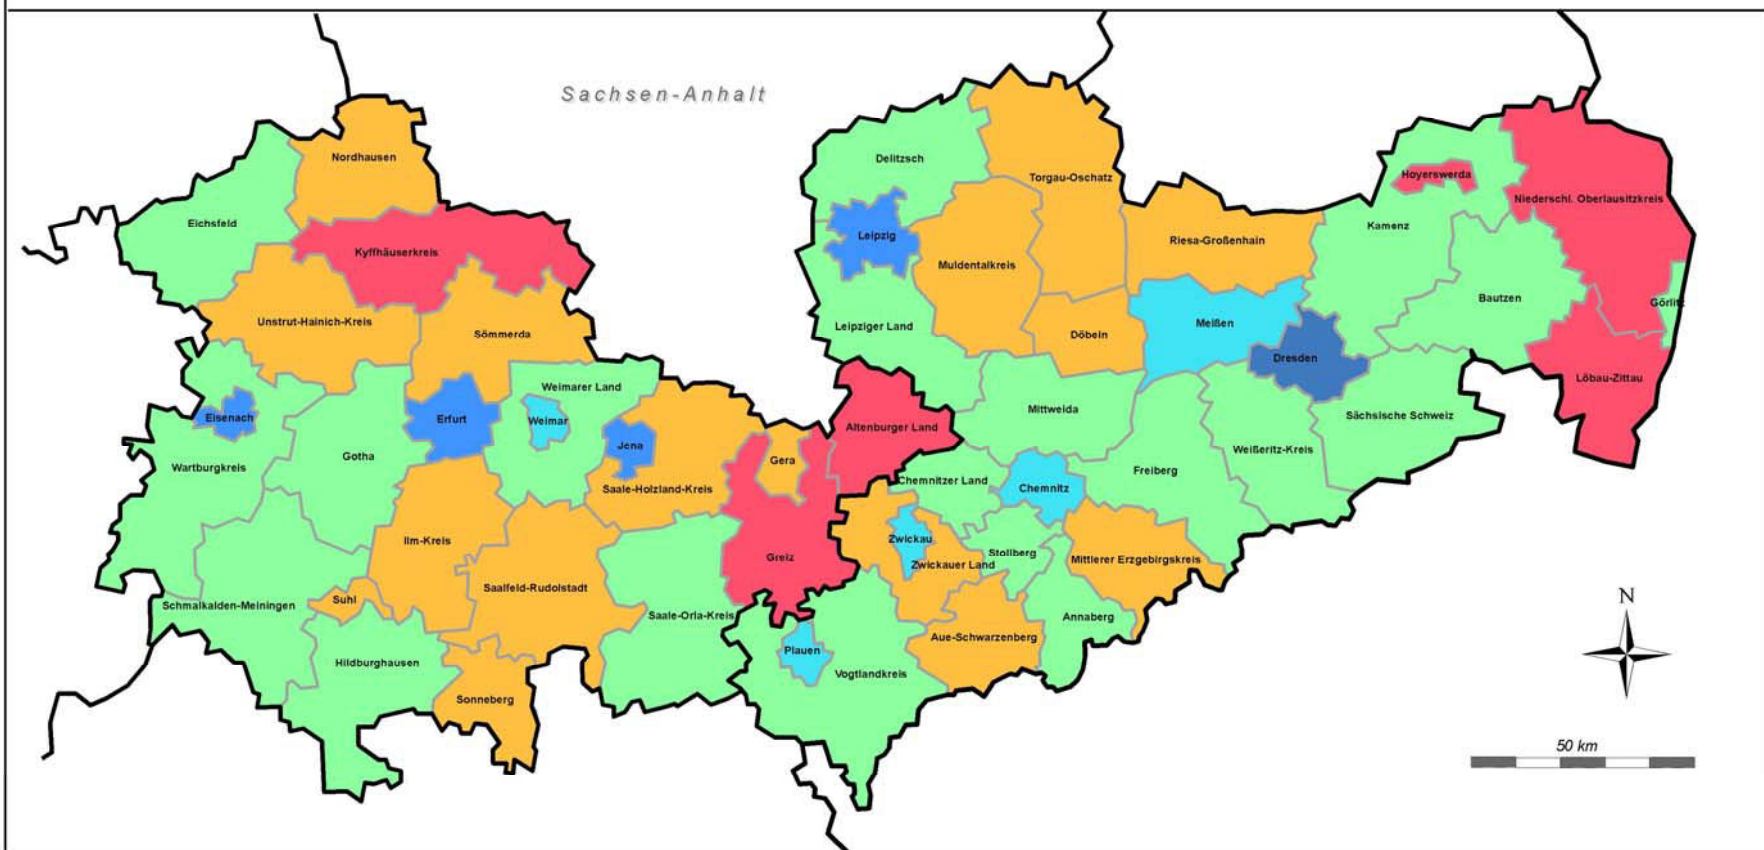 Sachsen-Anhalt
Nordhausen
Eichsfeld
Kyffhäuserkreis
Unstrut-Hainich-Kreis
Sömmerda
Eisenach
Erfurt
Weimarer Land
Weimar
Jena
Wartburgkreis
Gotha
Saale-Holzland-Kreis
Gera
Altenburger Land
Ilm-Kreis
Greiz
Suhl
Saalfeld-Rudolstadt
Schmalkalden-Meiningen
Saale-Orla-Kreis
Hildburghausen
Sonneberg
Delitzsch
Torgau-Oschatz
Hoyerswerda
Niederschl. Oberlausitzkreis
Leipzig
Muldentalkreis
Riesa-Großenhain
Kamenz
Leipziger Land
Döbeln
Meißen
Bautzen
Görlitz
Dresden
Löbau-Zittau
Mittweida
Sächsische Schweiz
Weißeritz-Kreis
Freiberg
Chemnitzer Land
Chemnitz
Zwickau
Zwickauer Land
Stollberg
Mittlerer Erzgebirgskreis
Annaberg
Aue-Schwarzenberg
Plauen
Vogtlandkreis
N
50 km